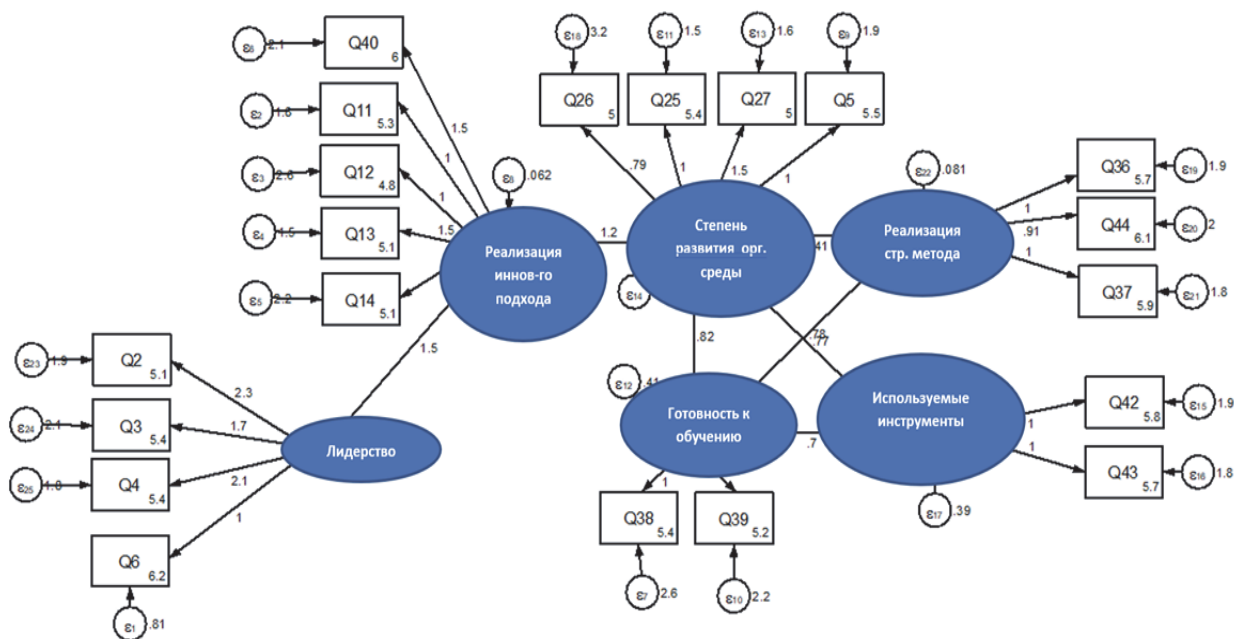 ε6 2.1
Q40
6
ε2 1.6
Q11
5.3
ε3 2.6
Q12
4.8
ε4 1.5
Q13
5.1
ε5 2.2
Q14
5.1
1.5
1
1
1.5
ε8 .062
Реализация
иннов-го
подхода
1.2
1.5
ε18 3.2
Q26
5
ε11 1.5
Q25
5.4
ε13 1.6
Q27
5
ε9 1.9
Q5
5.5
.79
1
1.5
1
Степень
развития орг.
среды
ε14
.41
ε22 .081
Реализация
стр. метода
Q36
5.7
ε19 1.9
1
Q44
6.1
ε20 2
.91
1
Q37
5.9
ε21 1.8
.82
.78
.77
ε12 .41
Готовность к
обучению
.7
Используемые
инструменты
ε17 .39
1
Q42
5.8
ε15 1.9
1
Q43
5.7
ε16 1.8
1
Q38
5.4
ε7 2.6
Q39
5.2
ε10 2.2
ε23 1.9
Q2
5.1
2.3
ε24 2.1
Q3
5.4
1.7
ε25
Q4
5.4
2.1
1
Q6
6.2
ε1 .81
Лидерство